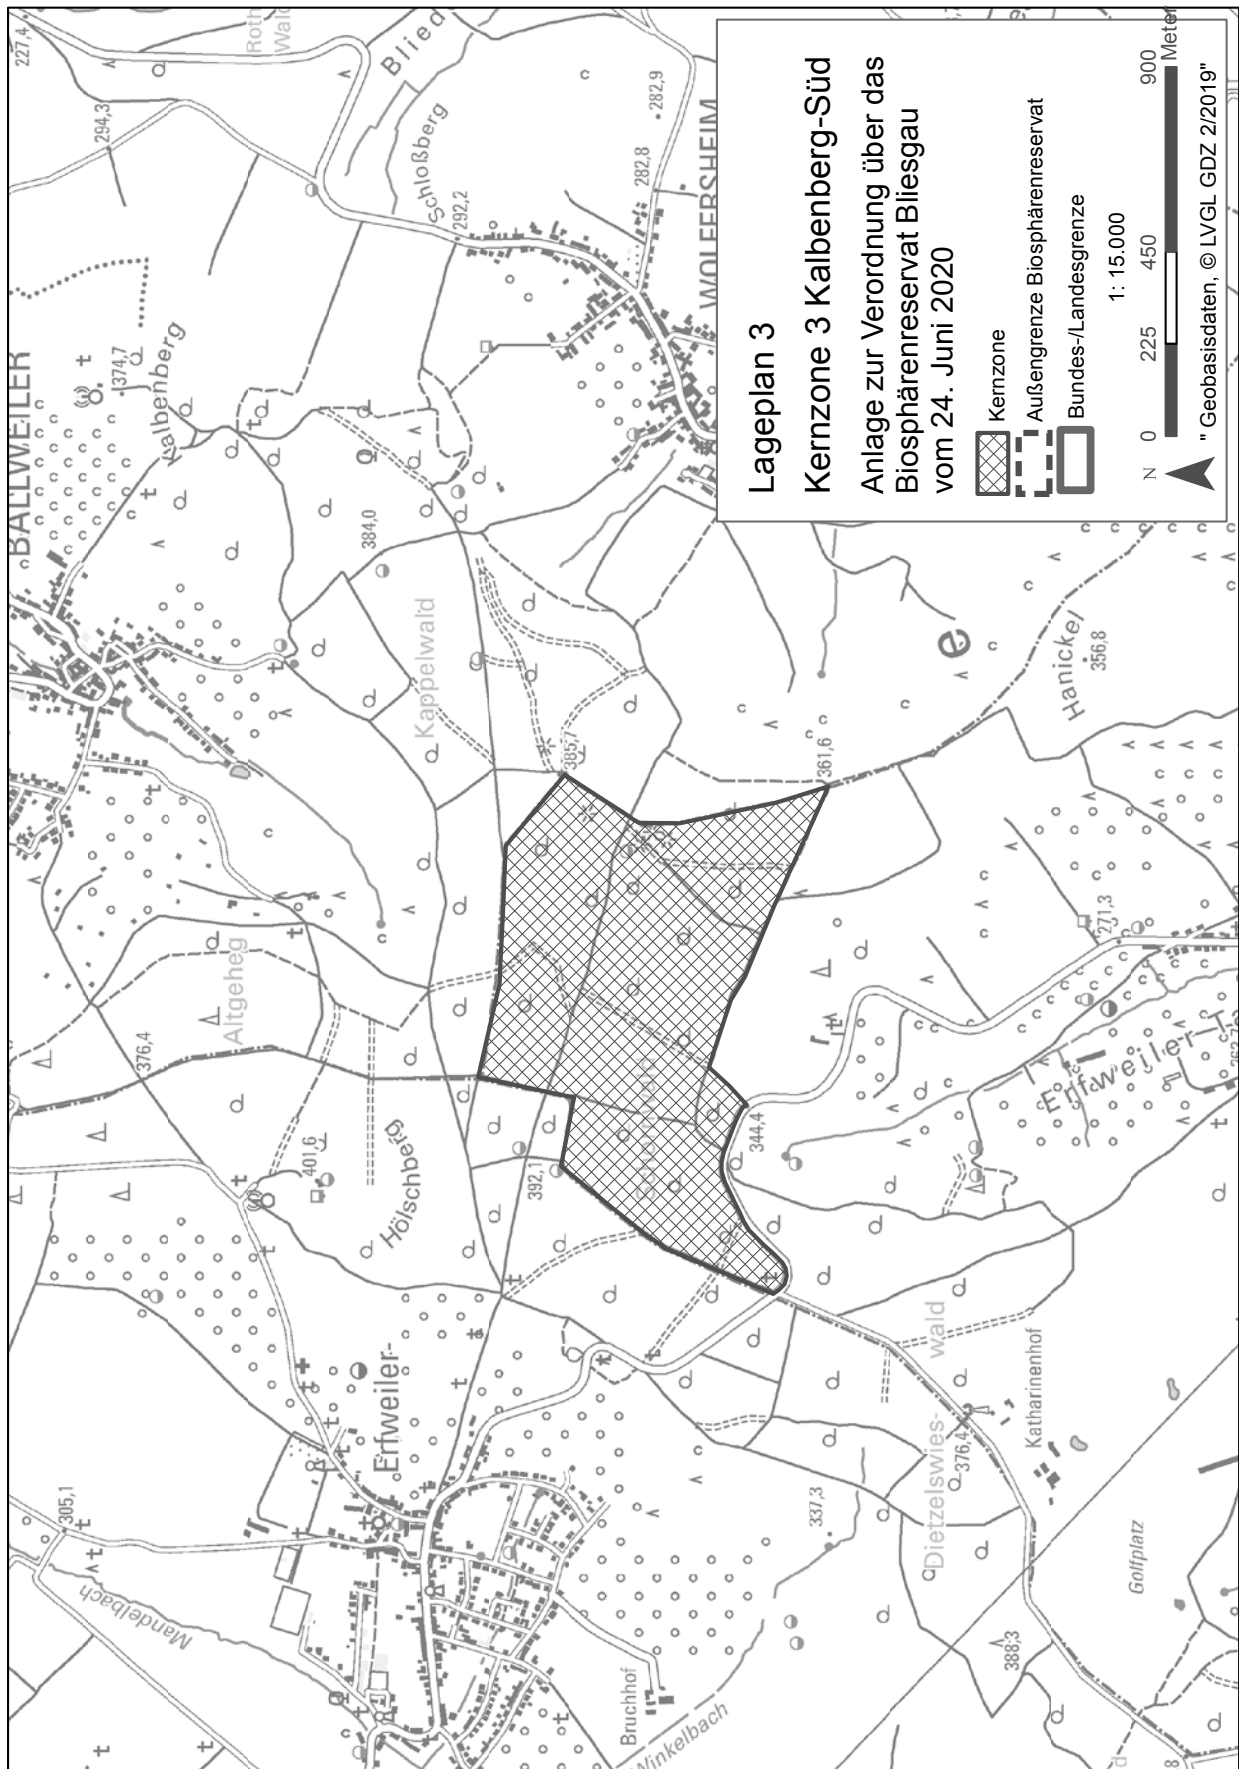 Lageplan 3
Kernzone 3 Kalbenberg-Süd
Anlage zur Verordnung über das
Biosphärenreservat Bliesgau
vom 24. Juni 2020
Kernzone
Außengrenze Biosphärenreservat
Bundes-/Landesgrenze
1: 15.000
N
0 225 450 900
Meter
" Geobasisdaten, © LVGL GDZ 2/2019"
227,4
294,3
Roth
Wald
Blied
Schloßberg
292,2
282,8
282,9
WOLFERSHEIM
BALLWEILER
374,7
Kalbenberg
384,0
Kappelwald
385,7
361,6
e
Hanickel
356,8
Altgeheg
376,4
401,6
Hölschberg
392,1
344,4
r t
271,3
Erfweiler
Erfweiler-
305,1
Mandelbach
Bruchhof
Winkelbach
337,3
Dietzelswies-
wald
376,4
Katharinenhof
Golfplatz
388,3